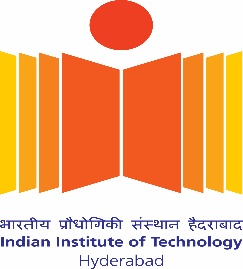 भारतीय प्रौधोगिकी संस्थान हैदराबाद
Indian Institute of Technology
Hyderabad